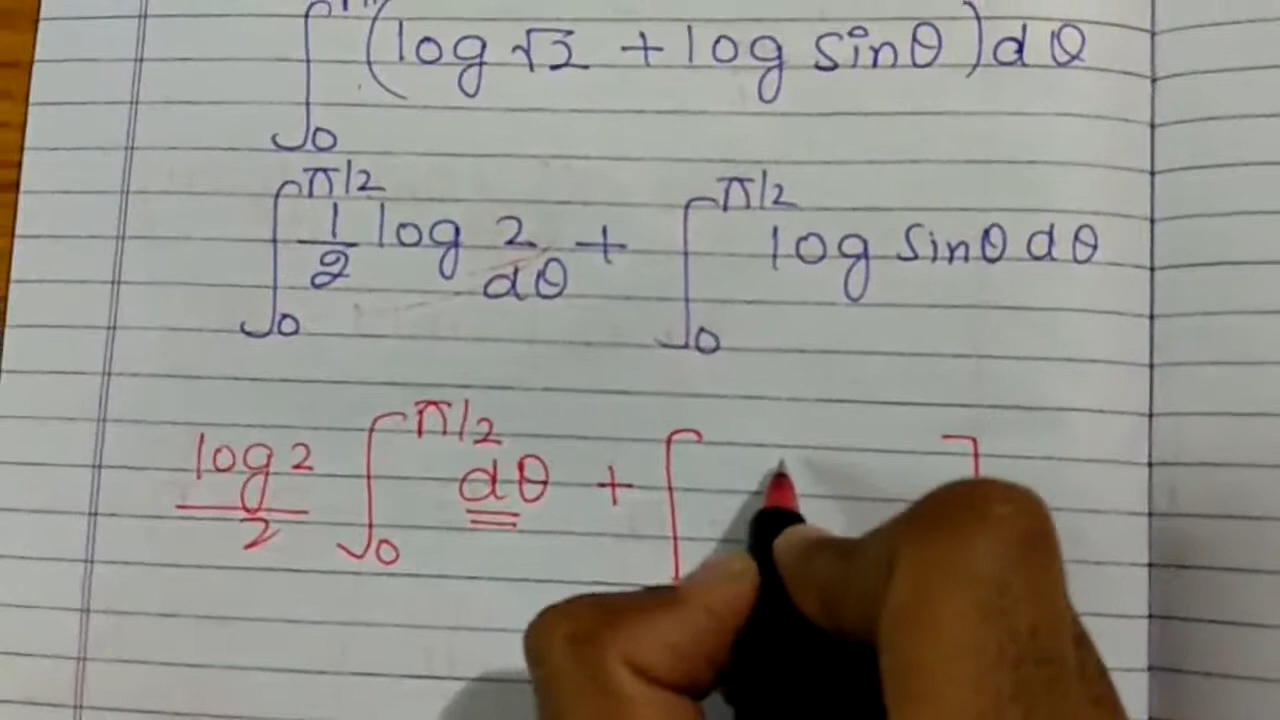 ∫₀ (log √2 + log sinθ) dθ
∫₀^π/2 1/2 log 2 dθ + ∫₀^π/2 log sinθ dθ
log 2/2 ∫₀^π/2 dθ + [ ]